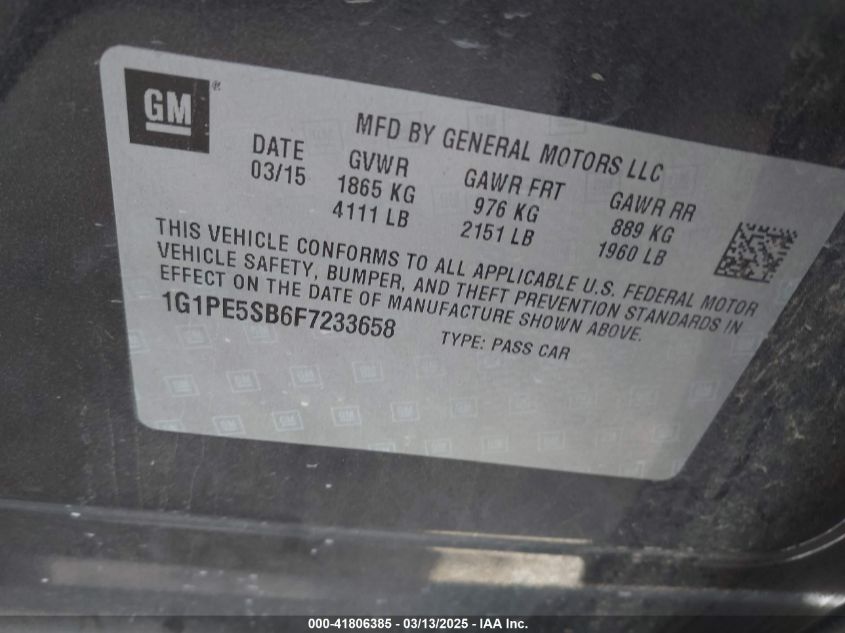 GM®
MFD BY GENERAL MOTORS LLC
DATE GVWR GAWR FRT GAWR RR
03/15 1865 KG 976 KG 889 KG
4111 LB 2151 LB 1960 LB
THIS VEHICLE CONFORMS TO ALL APPLICABLE U.S. FEDERAL MOTOR
VEHICLE SAFETY, BUMPER, AND THEFT PREVENTION STANDARDS IN
EFFECT ON THE DATE OF MANUFACTURE SHOWN ABOVE.
1G1PE5SB6F7233658 TYPE: PASS CAR
000-41806385 - 03/13/2025 - IAA Inc.